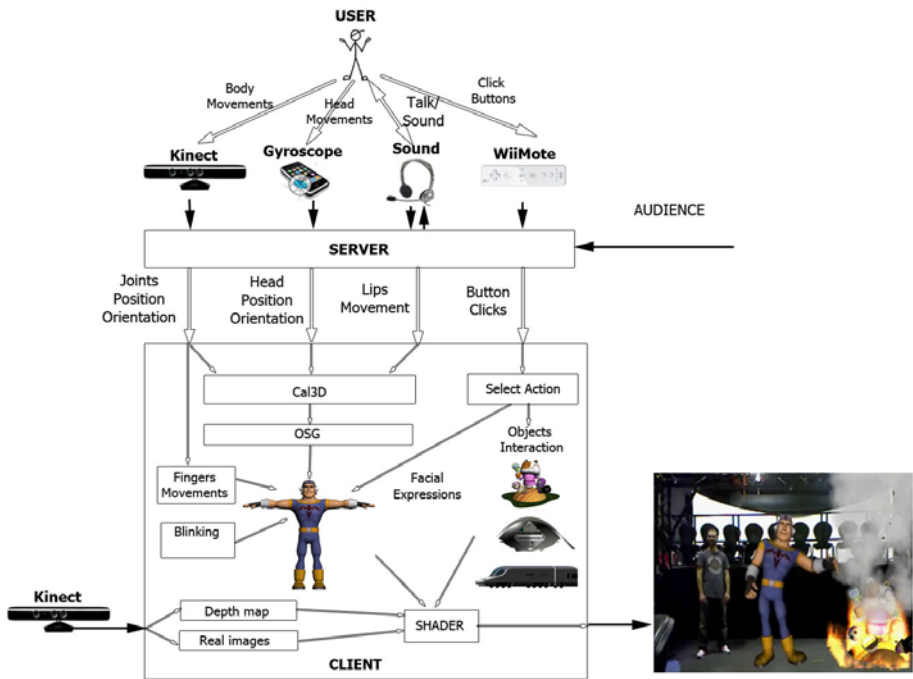 USER
Body
Movements
Head
Movements
Talk/
Sound
Click
Buttons
Kinect
Gyroscope
Sound
WiiMote
AUDIENCE
SERVER
Joints
Position
Orientation
Head
Position
Orientation
Lips
Movement
Button
Clicks
Cal3D
Select Action
OSG
Objects
Interaction
Fingers
Movements
Facial
Expressions
Blinking
Kinect
Depth map
Real images
SHADER
CLIENT